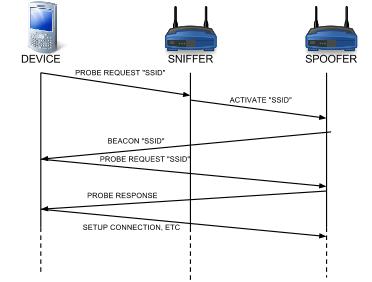 DEVICE
SNIFFER
SPOOFER
PROBE REQUEST "SSID"
ACTIVATE "SSID"
BEACON "SSID"
PROBE REQUEST "SSID"
PROBE RESPONSE
SETUP CONNECTION, ETC